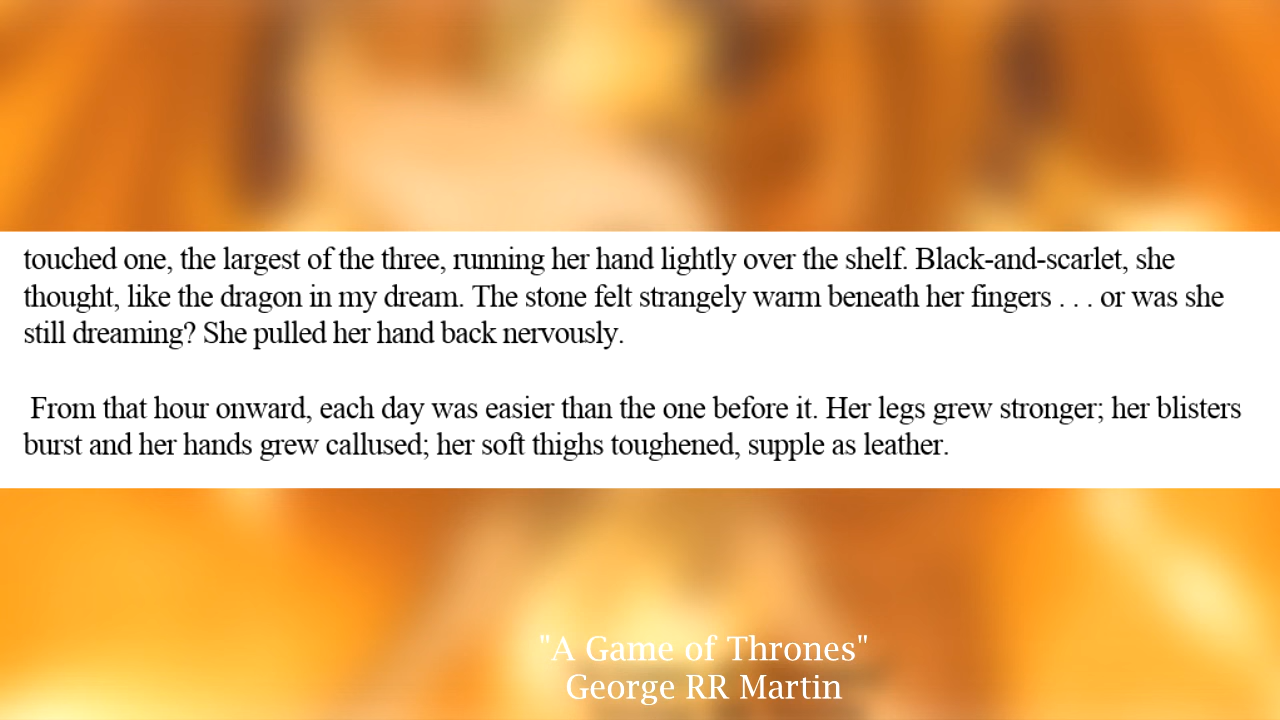 touched one, the largest of the three, running her hand lightly over the shelf. Black-and-scarlet, she
thought, like the dragon in my dream. The stone felt strangely warm beneath her fingers . . . or was she
still dreaming? She pulled her hand back nervously.
From that hour onward, each day was easier than the one before it. Her legs grew stronger; her blisters
burst and her hands grew callused; her soft thighs toughened, supple as leather.
"A Game of Thrones"
George RR Martin